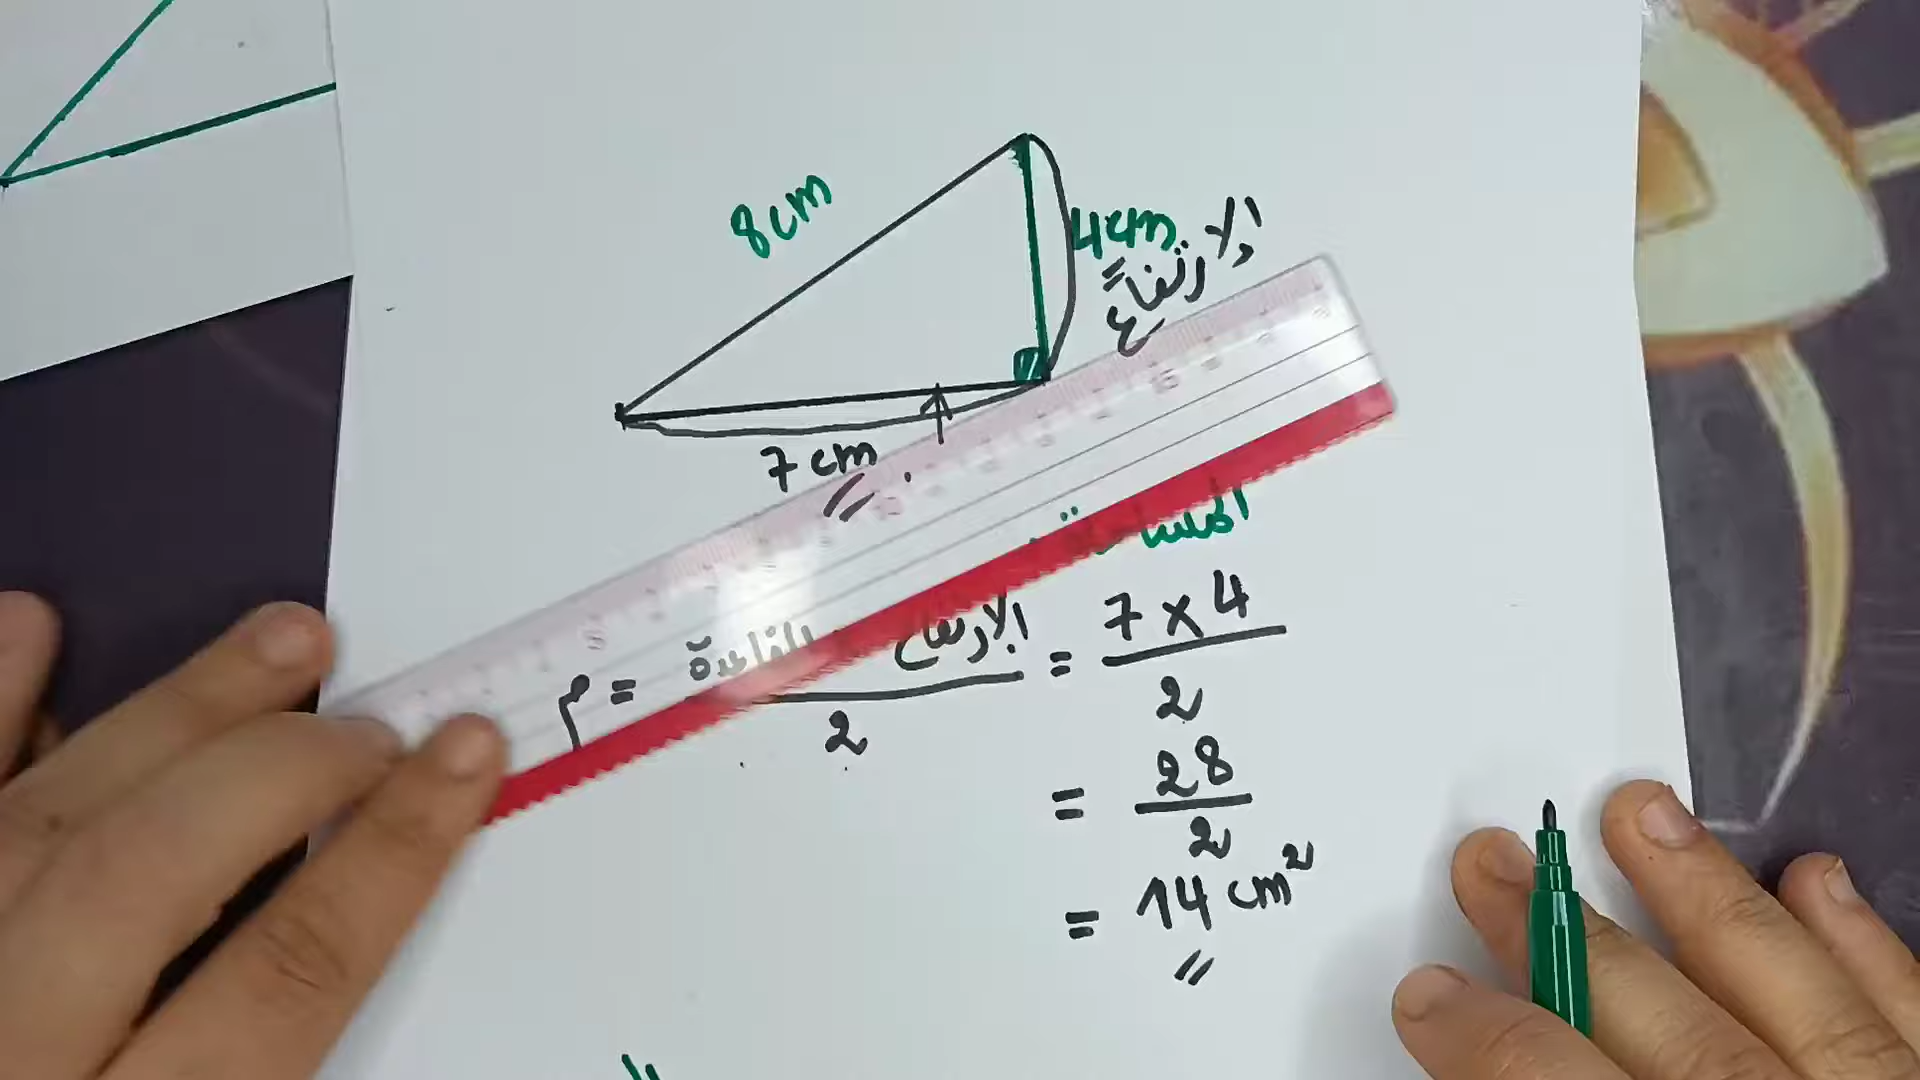 8cm
4cm
الارتفاع
7 cm
المساحة
م = الارتفاع × القاعدة / 2 = 7 x 4 / 2
= 28 / 2
= 14 cm²